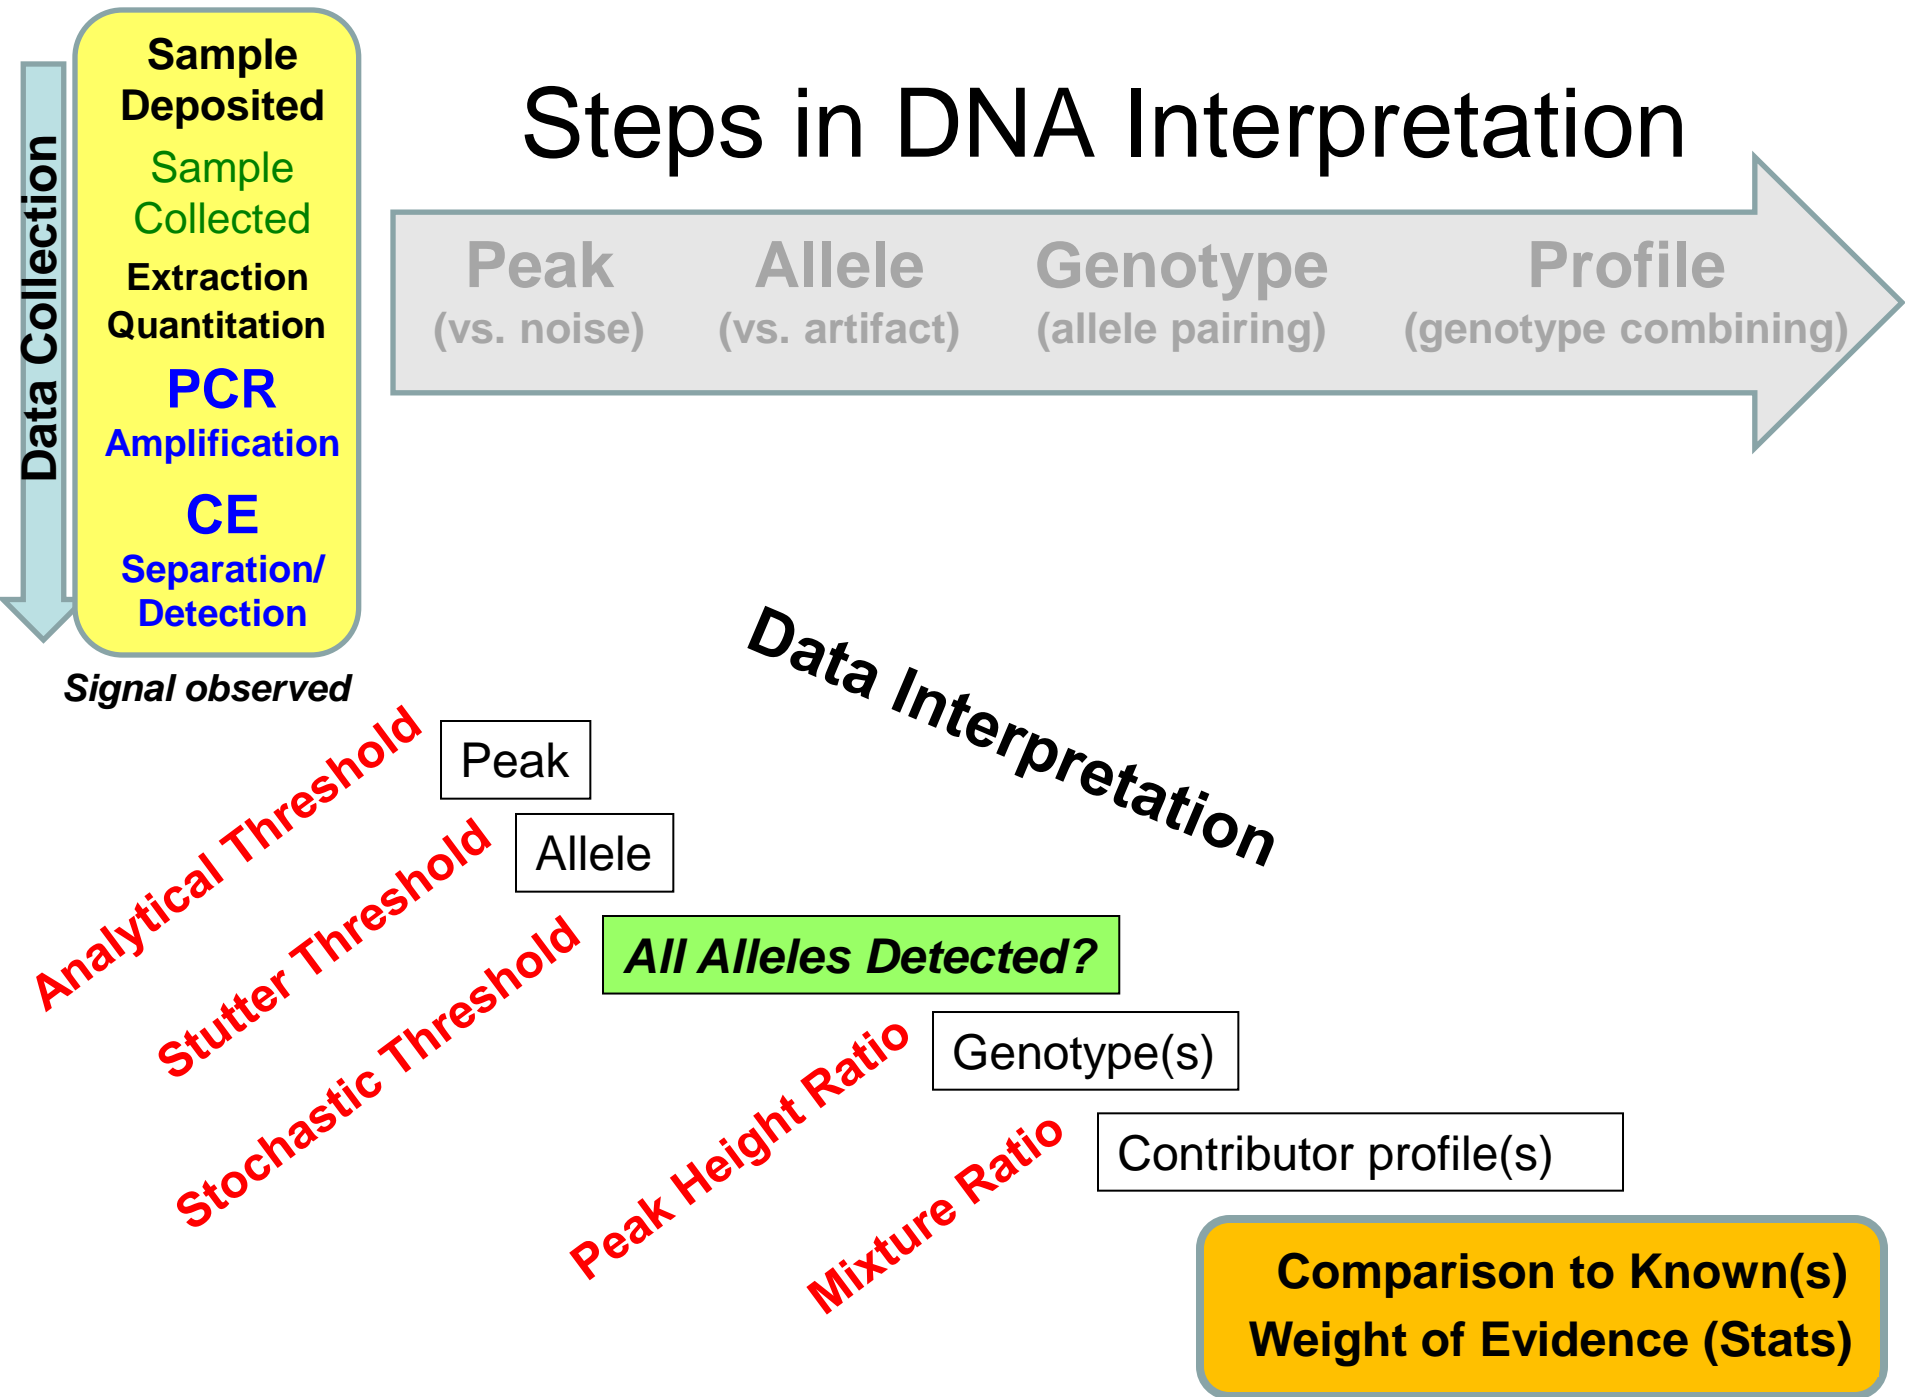 Steps in DNA Interpretation
Data Collection
Sample
Deposited
Sample
Collected
Extraction
Quantitation
PCR
Amplification
CE
Separation/
Detection
Signal observed
Peak
(vs. noise)
Allele
(vs. artifact)
Genotype
(allele pairing)
Profile
(genotype combining)
Data Interpretation
Analytical Threshold
Peak
Stutter Threshold
Allele
Stochastic Threshold
All Alleles Detected?
Peak Height Ratio
Genotype(s)
Mixture Ratio
Contributor profile(s)
Comparison to Known(s)
Weight of Evidence (Stats)